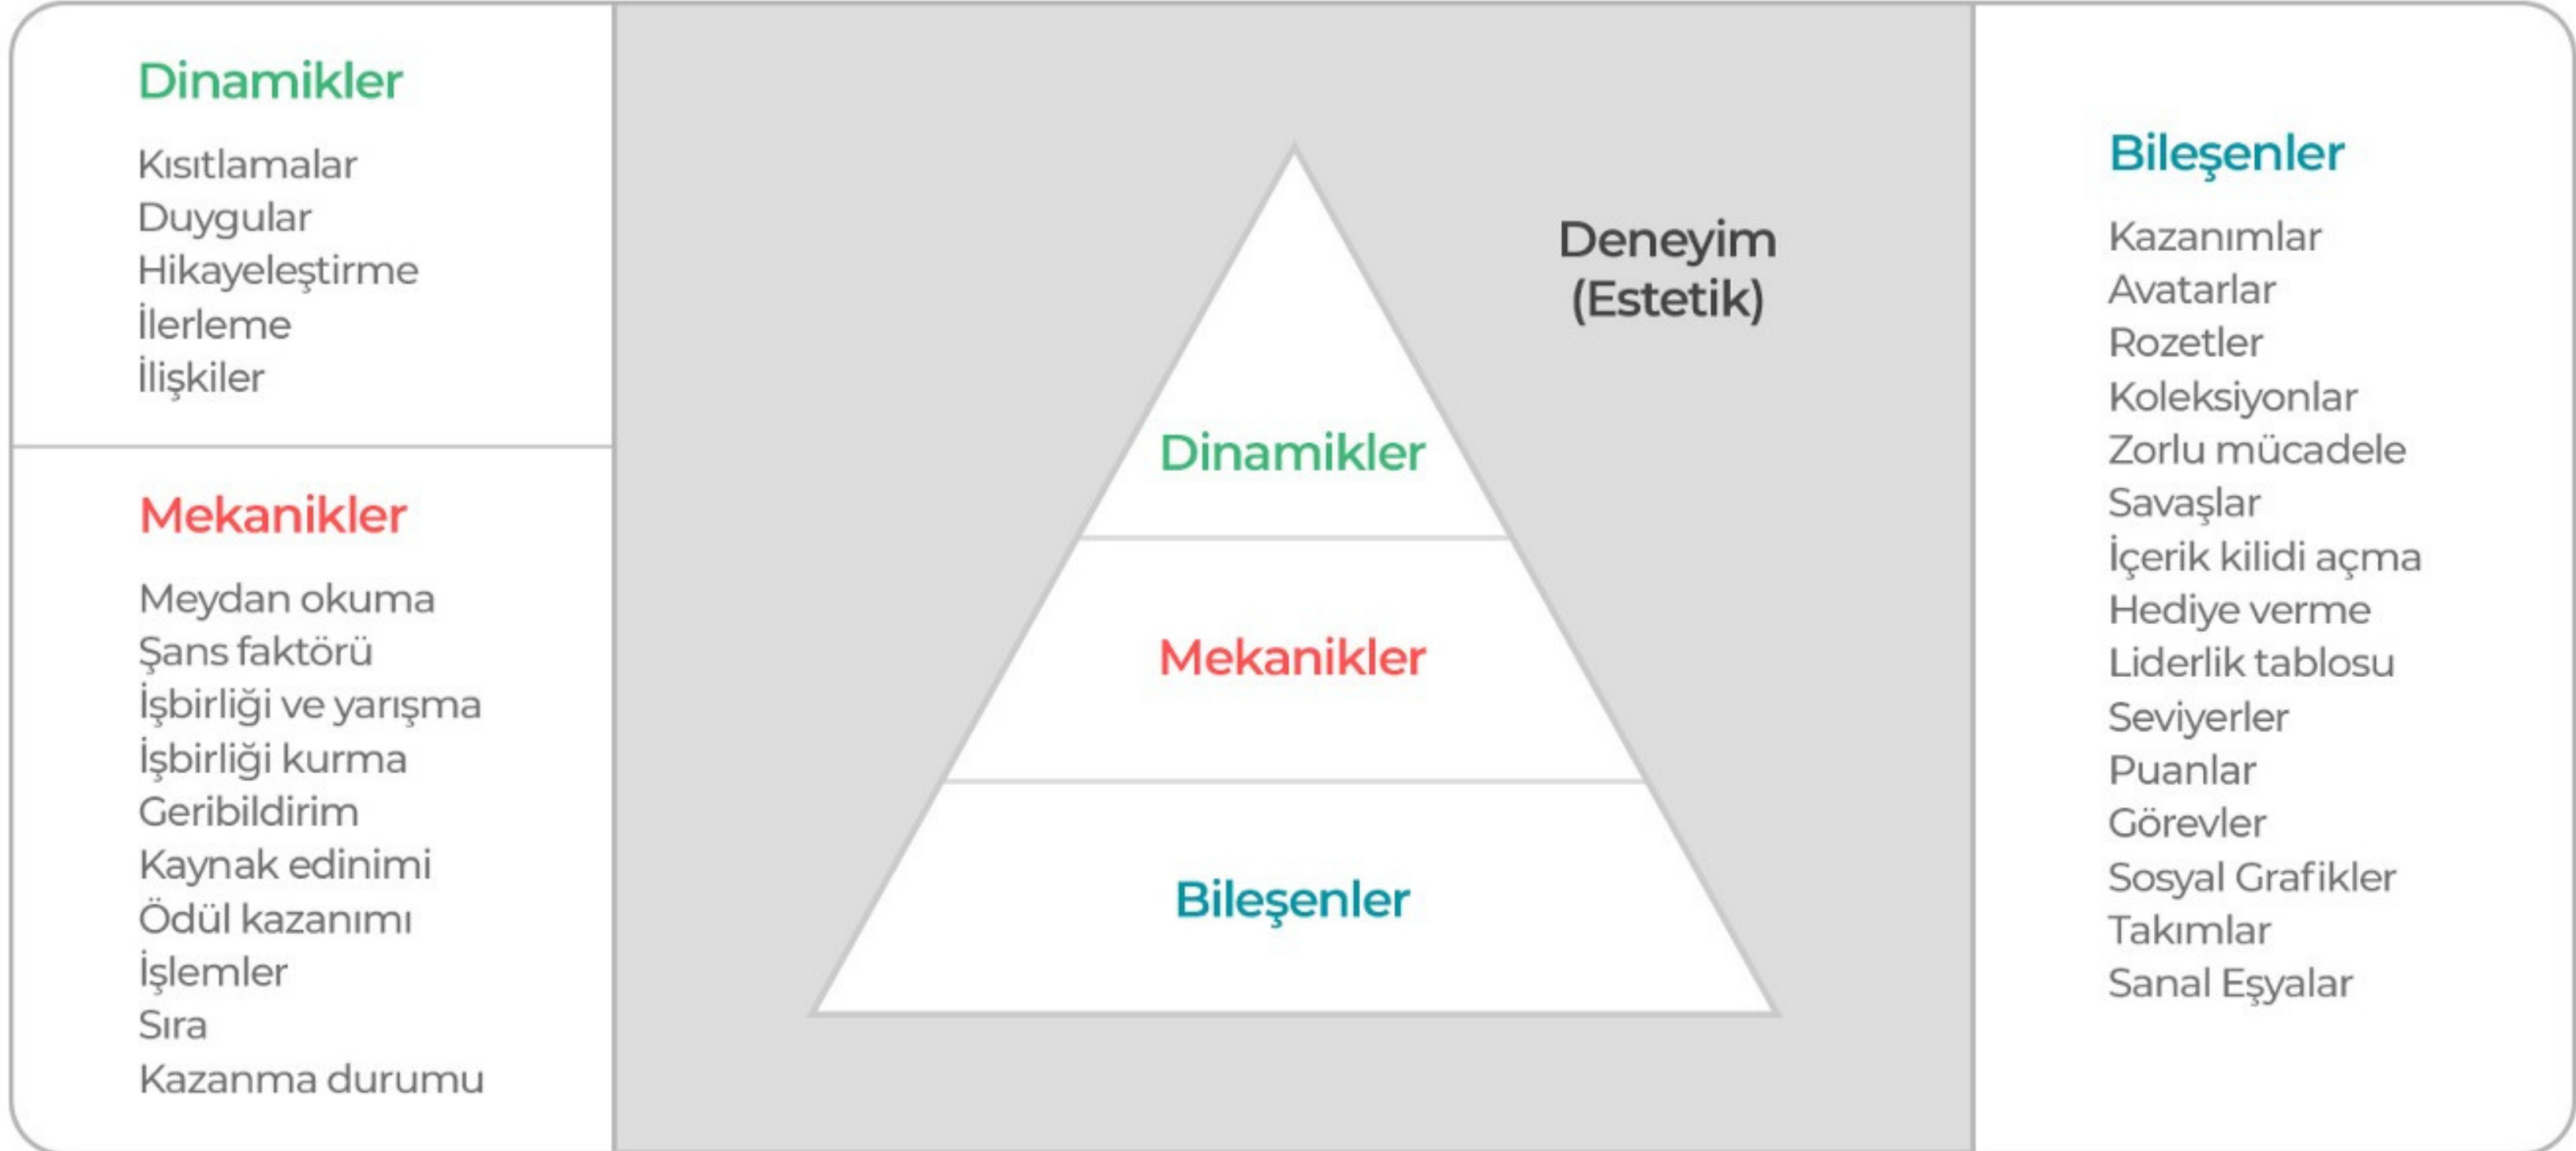 Dinamikler
Kısıtlamalar
Duygular
Hikayeleştirme
İlerleme
İlişkiler
Mekanikler
Meydan okuma
Şans faktörü
İşbirliği ve yarışma
İşbirliği kurma
Geribildirim
Kaynak edinimi
Ödül kazanımı
İşlemler
Sıra
Kazanma durumu
Deneyim
(Estetik)
Dinamikler
Mekanikler
Bileşenler
Bileşenler
Kazanımlar
Avatarlar
Rozetler
Koleksiyonlar
Zorlu mücadele
Savaşlar
İçerik kilidi açma
Hediye verme
Liderlik tablosu
Seviyerler
Puanlar
Görevler
Sosyal Grafikler
Takımlar
Sanal Eşyalar